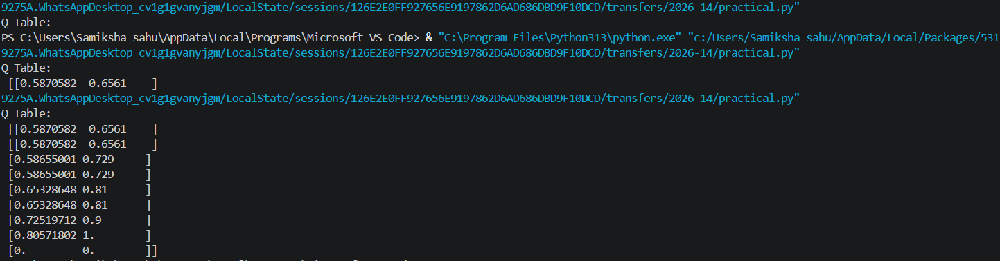 9275A.WhatsAppDesktop_cv1g1gvanyjgm/LocalState/sessions/126E2E0FF927656E9197862D6AD686DBD9F10DCD/transfers/2026-14/practical.py"
Q Table:
PS C:\Users\Samiksha sahu\AppData\Local\Programs\Microsoft VS Code> & "C:\Program Files\Python313\python.exe" "c:/Users/Samiksha sahu/AppData/Local/Packages/531
9275A.WhatsAppDesktop_cv1g1gvanyjgm/LocalState/sessions/126E2E0FF927656E9197862D6AD686DBD9F10DCD/transfers/2026-14/practical.py"
Q Table:
 [[0.5870582  0.6561    ]
9275A.WhatsAppDesktop_cv1g1gvanyjgm/LocalState/sessions/126E2E0FF927656E9197862D6AD686DBD9F10DCD/transfers/2026-14/practical.py"
Q Table:
 [[0.5870582  0.6561    ]
 [[0.5870582  0.6561    ]
 [0.58655001 0.729     ]
 [0.58655001 0.729     ]
 [0.65328648 0.81      ]
 [0.65328648 0.81      ]
 [0.72519712 0.9       ]
 [0.80571802 1.        ]
 [0.         0.        ]]